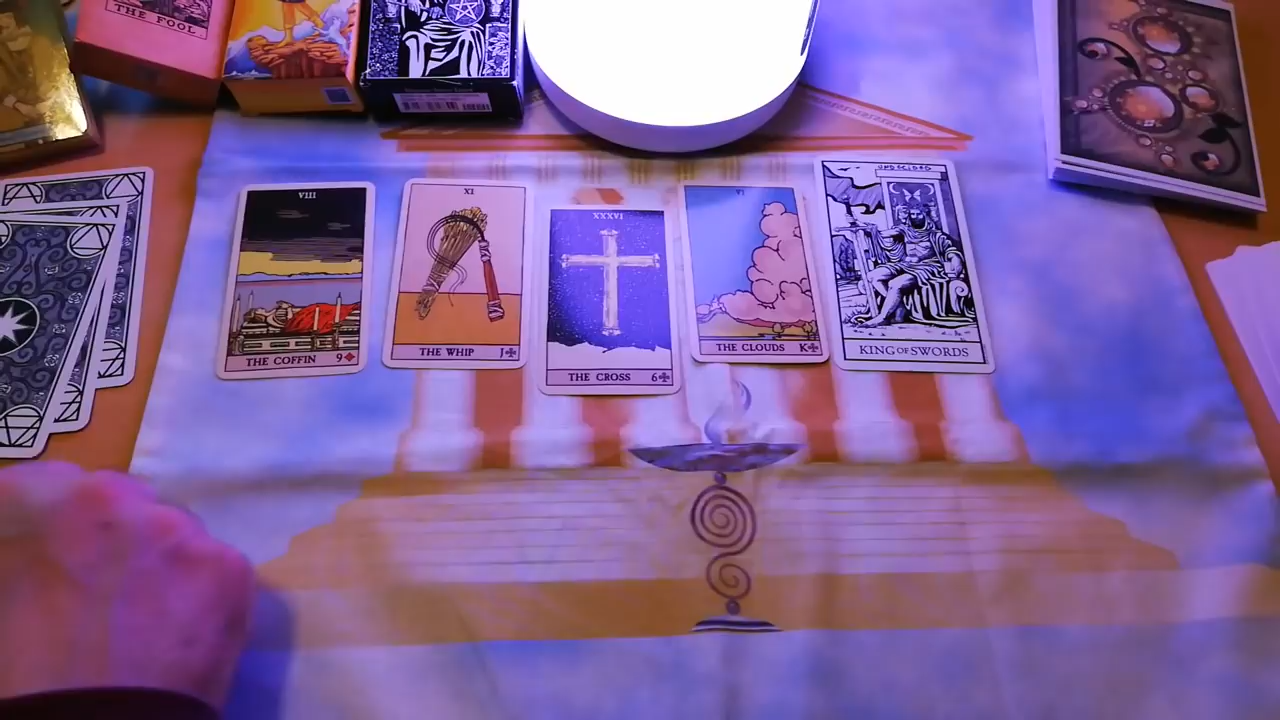 THE FOOL
VIII
THE COFFIN 9♦
XI
THE WHIP J♣
XXXVI
THE CROSS 6♣
VI
THE CLOUDS K♣
KING OF SWORDS